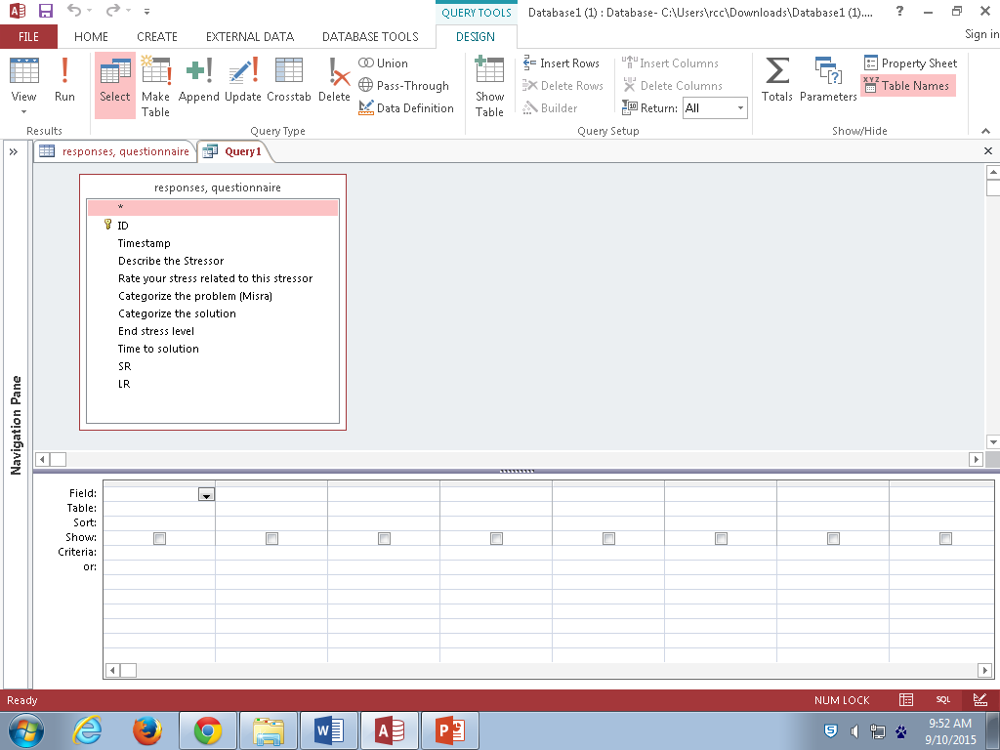 QUERY TOOLS
Database1 (1) : Database- C:\Users\rcc\Downloads\Database1 (1)....
?
FILE
HOME
CREATE
EXTERNAL DATA
DATABASE TOOLS
DESIGN
Sign in
View
Run
Results
Select
Make Table
Append
Update
Crosstab
Delete
Union
Pass-Through
Data Definition
Query Type
Show Table
Insert Rows
Delete Rows
Builder
Insert Columns
Delete Columns
Return: All
Query Setup
Totals
Parameters
Property Sheet
XYZ Table Names
Show/Hide
responses, questionnaire
Query1
Navigation Pane
responses, questionnaire
*
ID
Timestamp
Describe the Stressor
Rate your stress related to this stressor
Categorize the problem (Misra)
Categorize the solution
End stress level
Time to solution
SR
LR
Field:
Table:
Sort:
Show:
Criteria:
or:
Ready
NUM LOCK
SQL
9:52 AM
9/10/2015